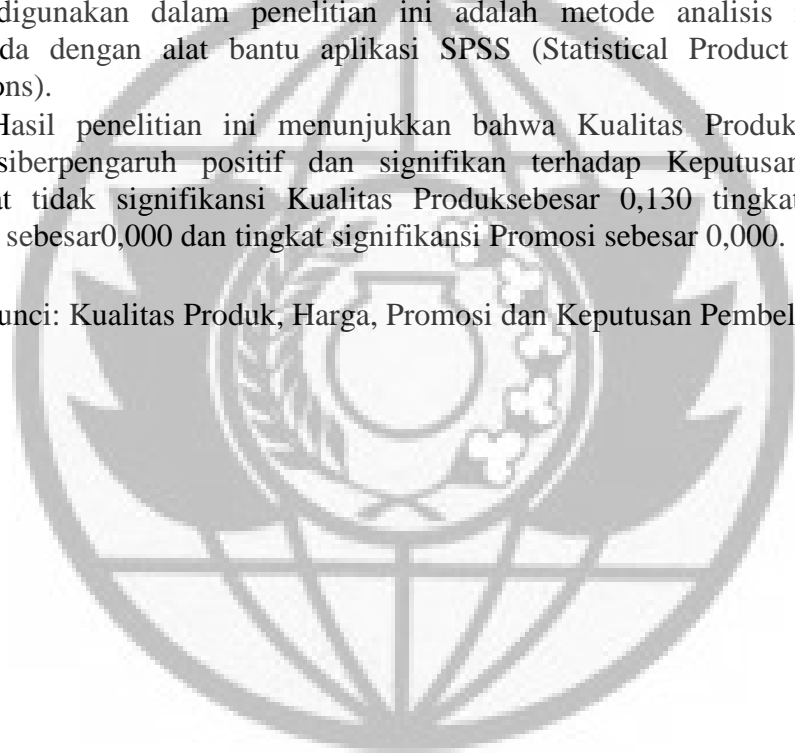 digunakan dalam penelitian ini adalah metode analisis
da dengan alat bantu aplikasi SPSS (Statistical Product
ons).
Hasil penelitian ini menunjukkan bahwa Kualitas Produk
siberpengaruh positif dan signifikan terhadap Keputusan
at tidak signifikansi Kualitas Produksebesar 0,130 tingkat
sebesar0,000 dan tingkat signifikansi Promosi sebesar 0,000.
unci: Kualitas Produk, Harga, Promosi dan Keputusan Pembel